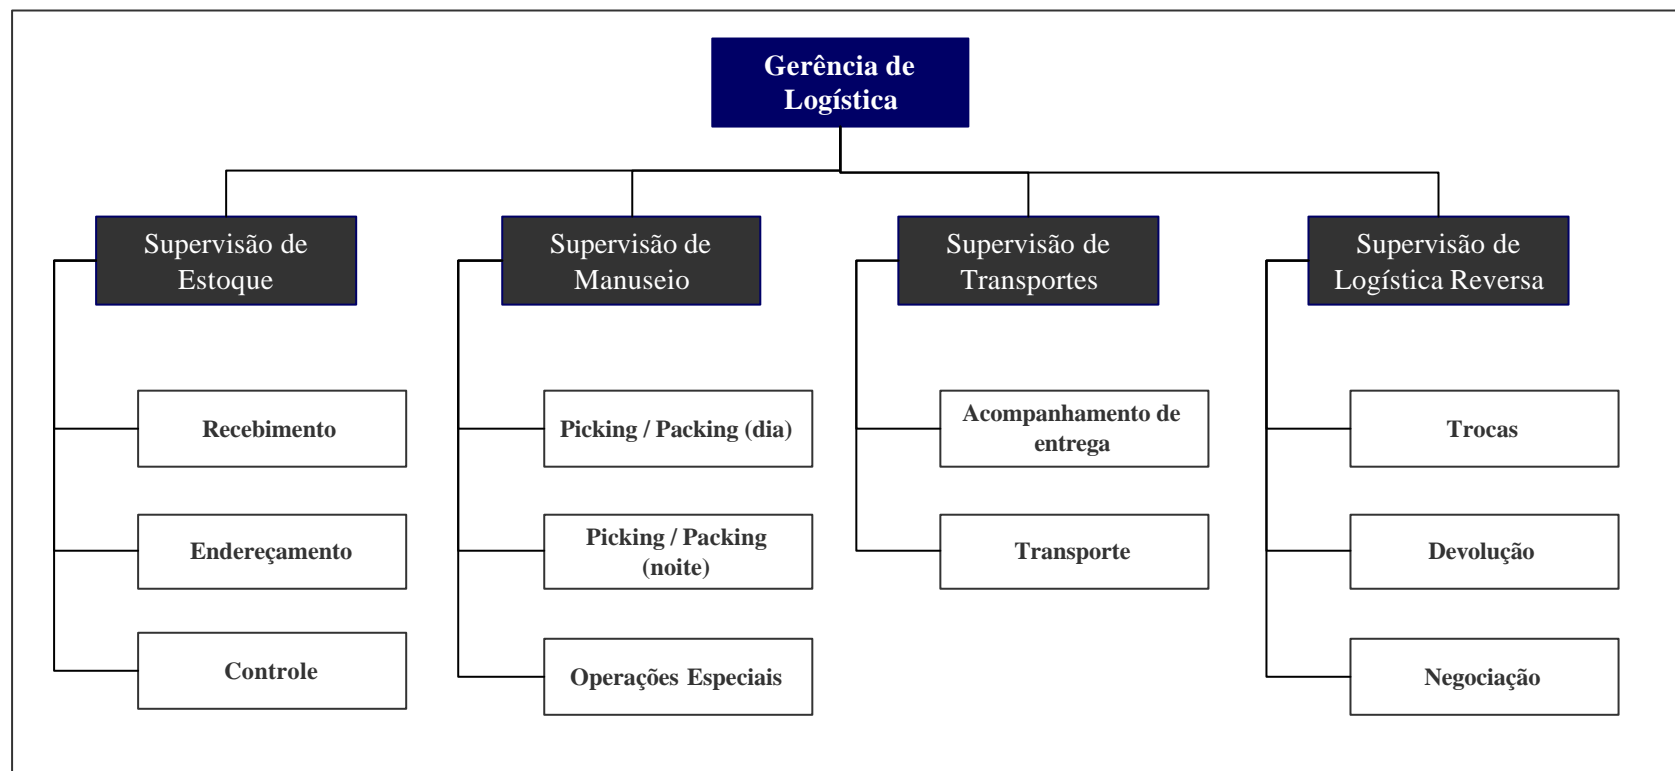 Gerência de
Logística
Supervisão de
Estoque
Supervisão de
Manuseio
Supervisão de
Transportes
Supervisão de
Logística Reversa
Recebimento
Picking / Packing (dia)
Acompanhamento de
entrega
Trocas
Endereçamento
Picking / Packing
(noite)
Transporte
Devolução
Controle
Operações Especiais
Negociação